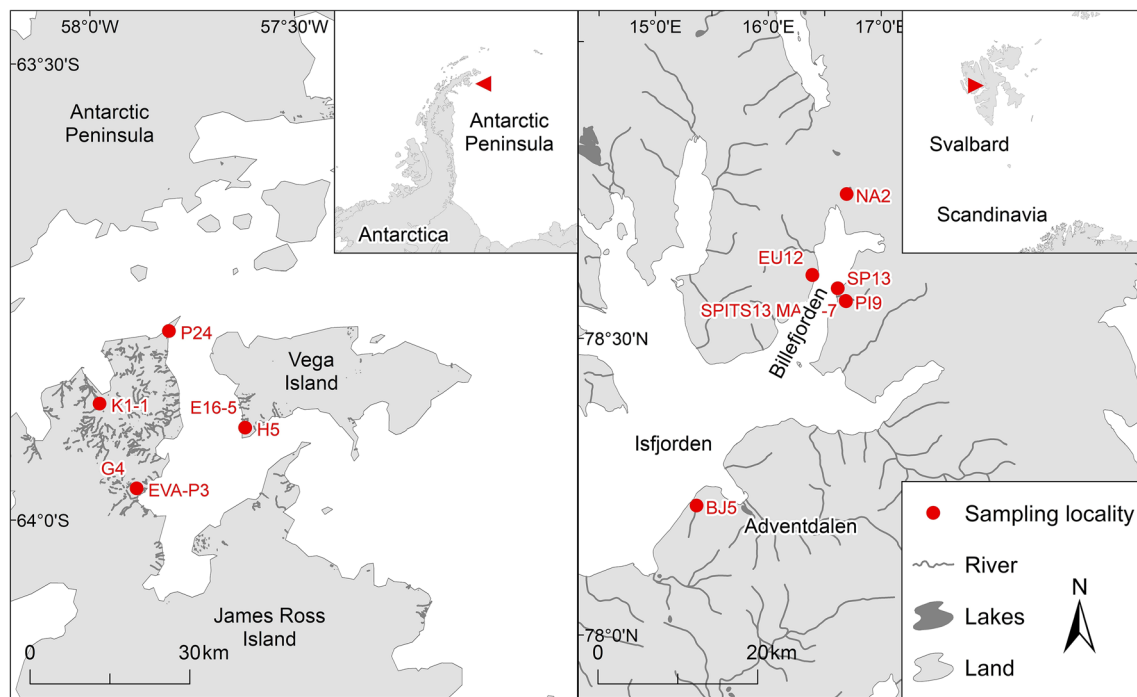 58°0'W
57°30'W
63°30'S
Antarctic
Peninsula
Antarctic
Peninsula
Antarctica
P24
Vega
Island
K1-1
E16-5
H5
G4
EVA-P3
64°0'S
James Ross
Island
0
30km
15°0'E
16°0'E
17°0'E
Svalbard
Scandinavia
NA2
EU12
SP13
SPITS13
PI9
-7
78°30'N
Billefjorden
Isfjorden
BJ5
Adventdalen
78°0'N
0
20km
Sampling locality
River
Lakes
Land
N